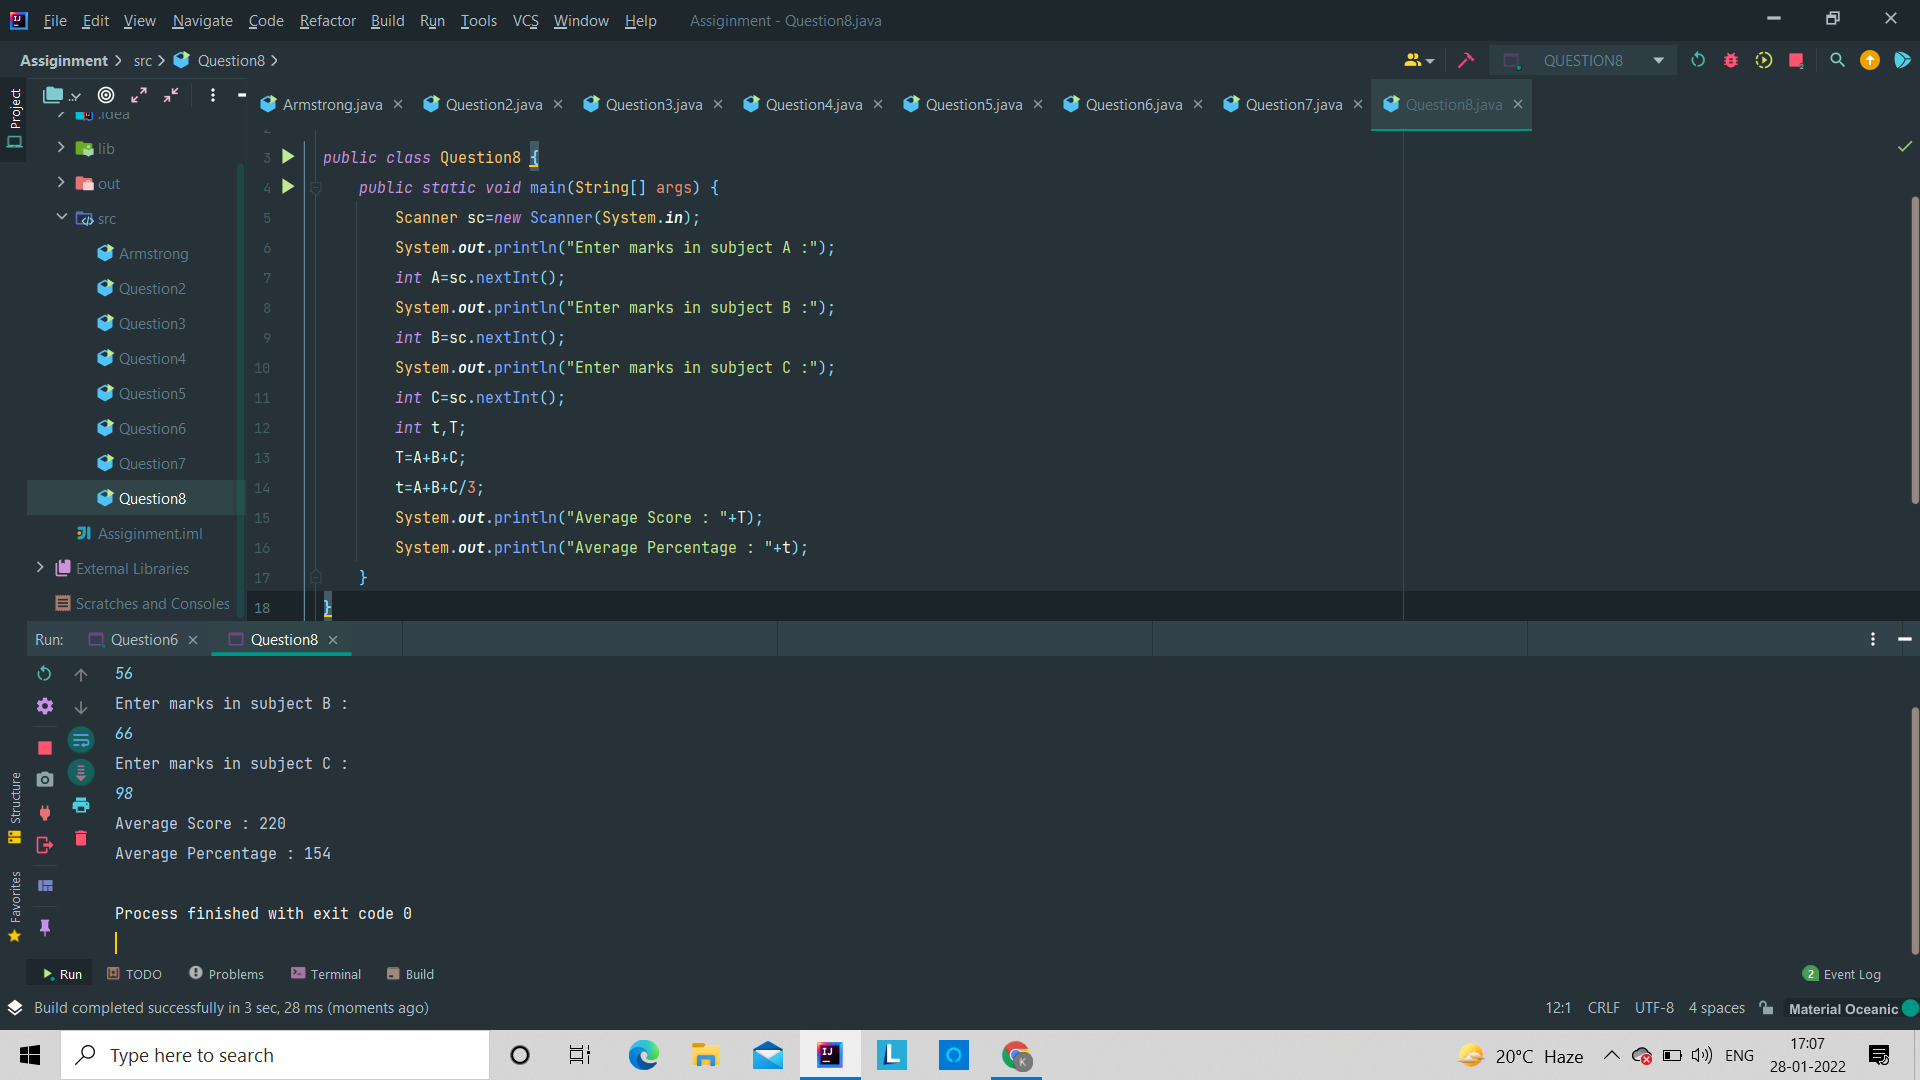 File Edit View Navigate Code Refactor Build Run Tools VCS Window Help Assiginment - Question8.java
Assiginment src Question8 QUESTION8
Project
Armstrong.java Question2.java Question3.java Question4.java Question5.java Question6.java Question7.java Question8.java
.idea
lib
out
src
Armstrong
Question2
Question3
Question4
Question5
Question6
Question7
Question8
Assiginment.iml
External Libraries
Scratches and Consoles
2
3 public class Question8 {
4 public static void main(String[] args) {
5 Scanner sc=new Scanner(System.in);
6 System.out.println("Enter marks in subject A :");
7 int A=sc.nextInt();
8 System.out.println("Enter marks in subject B :");
9 int B=sc.nextInt();
10 System.out.println("Enter marks in subject C :");
11 int C=sc.nextInt();
12 int t,T;
13 T=A+B+C;
14 t=A+B+C/3;
15 System.out.println("Average Score : "+T);
16 System.out.println("Average Percentage : "+t);
17 }
18 }
Run: Question6 Question8
56
Enter marks in subject B :
66
Enter marks in subject C :
98
Average Score : 220
Average Percentage : 154
Process finished with exit code 0
Structure
Favorites
Run TODO Problems Terminal Build 2 Event Log
Build completed successfully in 3 sec, 28 ms (moments ago) 12:1 CRLF UTF-8 4 spaces Material Oceanic
Type here to search L K 20°C Haze ENG 17:07
28-01-2022